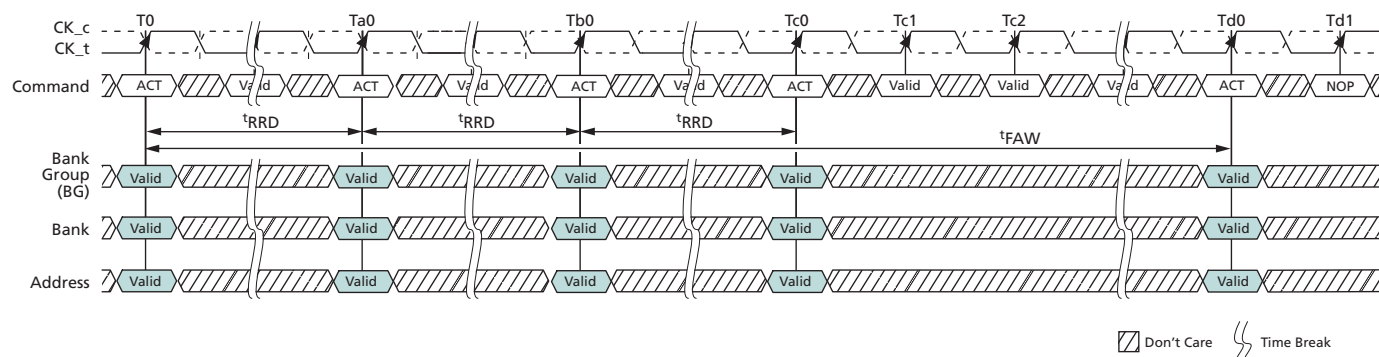 T0 Ta0 Tb0 Tc0 Tc1 Tc2 Td0 Td1
CK_c
CK_t
Command ACT Valid ACT Valid ACT Valid ACT Valid Valid Valid ACT NOP
tRRD tRRD tRRD
tFAW
Bank
Group
(BG)
Valid Valid Valid Valid Valid
Bank Valid Valid Valid Valid Valid
Address Valid Valid Valid Valid Valid
Don't Care Time Break